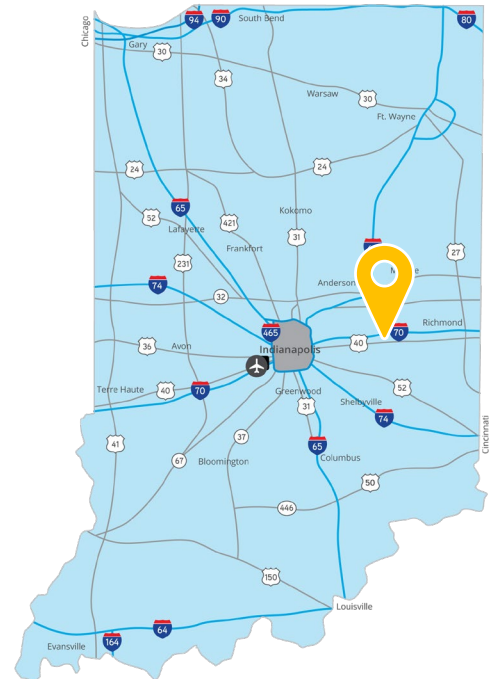 Chicago
94
90
South Bend
80
Gary
30
34
Warsaw
30
Ft. Wayne
24
24
65
52
Lafayette
421
Kokomo
31
Frankfort
27
231
74
32
Anderson
465
70
Richmond
36
Avon
Indianapolis
40
Terre Haute
40
70
Greenwood
31
52
Shelbyville
74
Cincinnati
41
37
65
67
Bloomington
Columbus
50
446
150
Louisville
64
Evansville
164